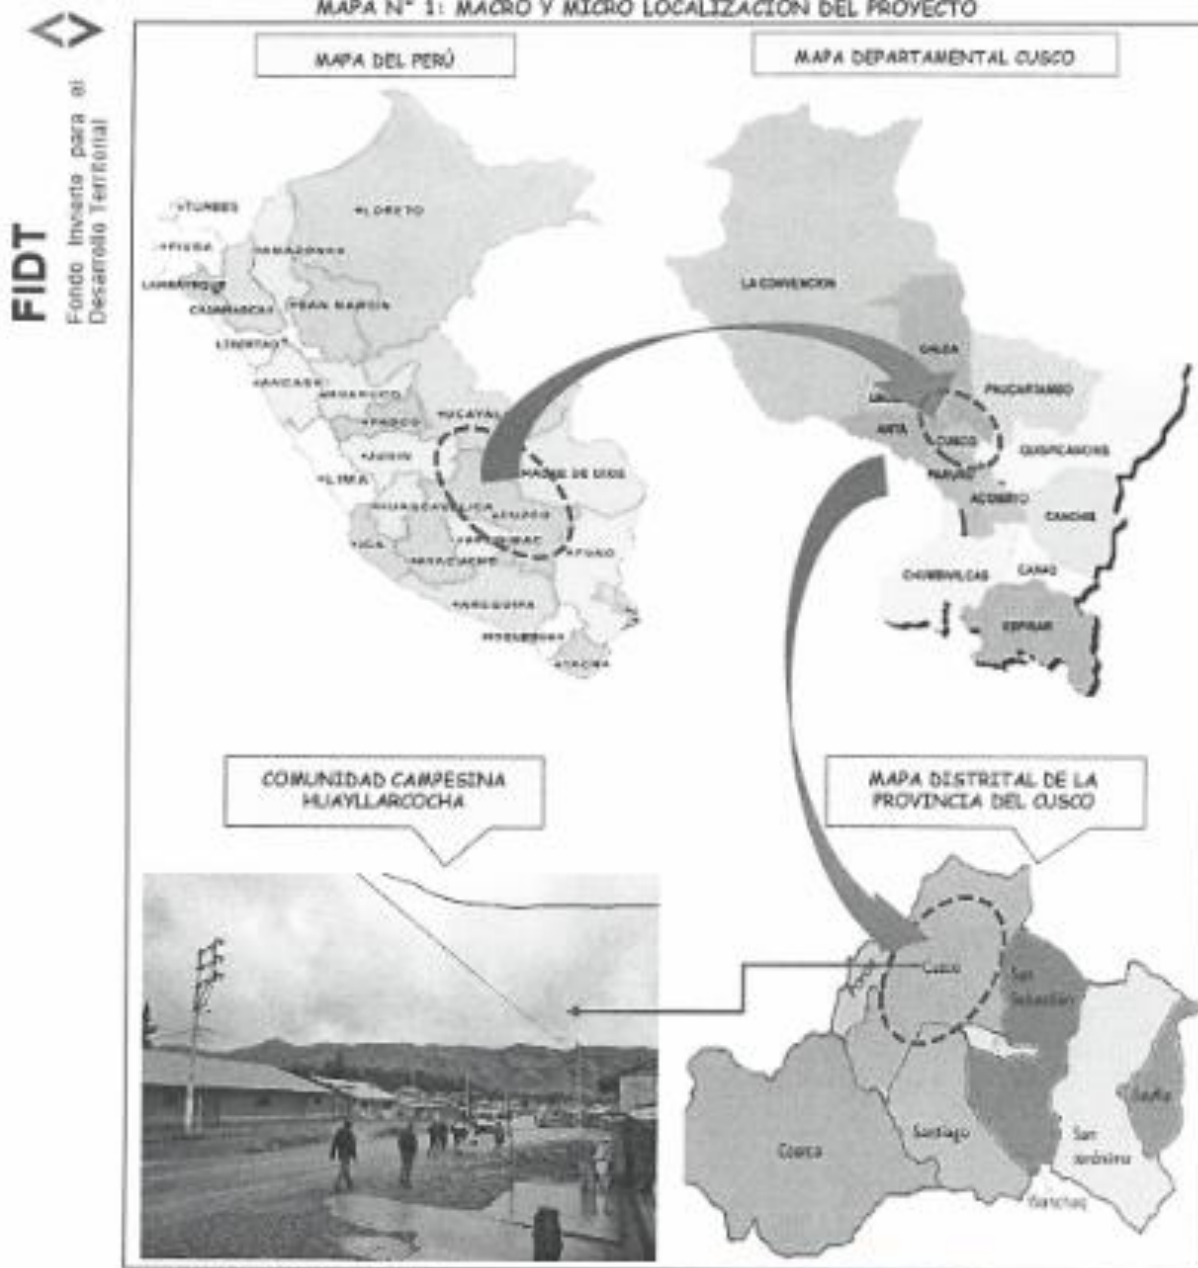 MAPA N° 1: MACRO Y MICRO LOCALIZACIÓN DEL PROYECTO
FIDT
Fondo Invierte para el
Desarrollo Territorial
MAPA DEL PERÚ
TUMBES
PIURA
LAMBAYEQUE
CAJAMARCA
AMAZONAS
LORETO
SAN MARTIN
LIBERTAD
ANCASH
HUANUCO
PASCO
UCAYALI
JUNIN
LIMA
MADRE DE DIOS
HUANCAVELICA
CUZCO
ICA
APURIMAC
AYACUCHO
PUNO
AREQUIPA
MOQUEGUA
TACNA
MAPA DEPARTAMENTAL CUSCO
LA CONVENCION
CALCA
PAUCARTAMBO
ANTA
CUSCO
QUISPICANCHIS
PARURO
ACOMAYO
CANCHIS
CHUMBIVILCAS
CANAS
ESPINAR
COMUNIDAD CAMPESINA
HUAYLLARCOCHA
MAPA DISTRITAL DE LA
PROVINCIA DEL CUSCO
Cusco
San
Sebastián
Saylla
Ccorca
Santiago
San
Jerónimo
Wanchaq